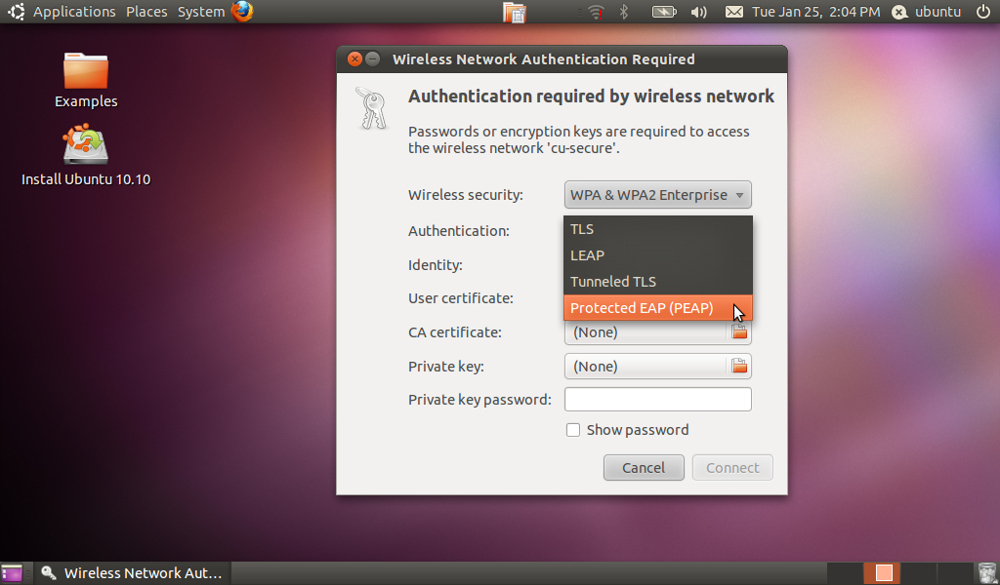 Applications Places System
Tue Jan 25, 2:04 PM
ubuntu
Examples
Install Ubuntu 10.10
Wireless Network Authentication Required
Authentication required by wireless network
Passwords or encryption keys are required to access
the wireless network 'cu-secure'.
Wireless security: WPA & WPA2 Enterprise
Authentication:
TLS
LEAP
Identity:
Tunneled TLS
User certificate:
Protected EAP (PEAP)
CA certificate: (None)
Private key: (None)
Private key password:
Show password
Cancel Connect
Wireless Network Aut...